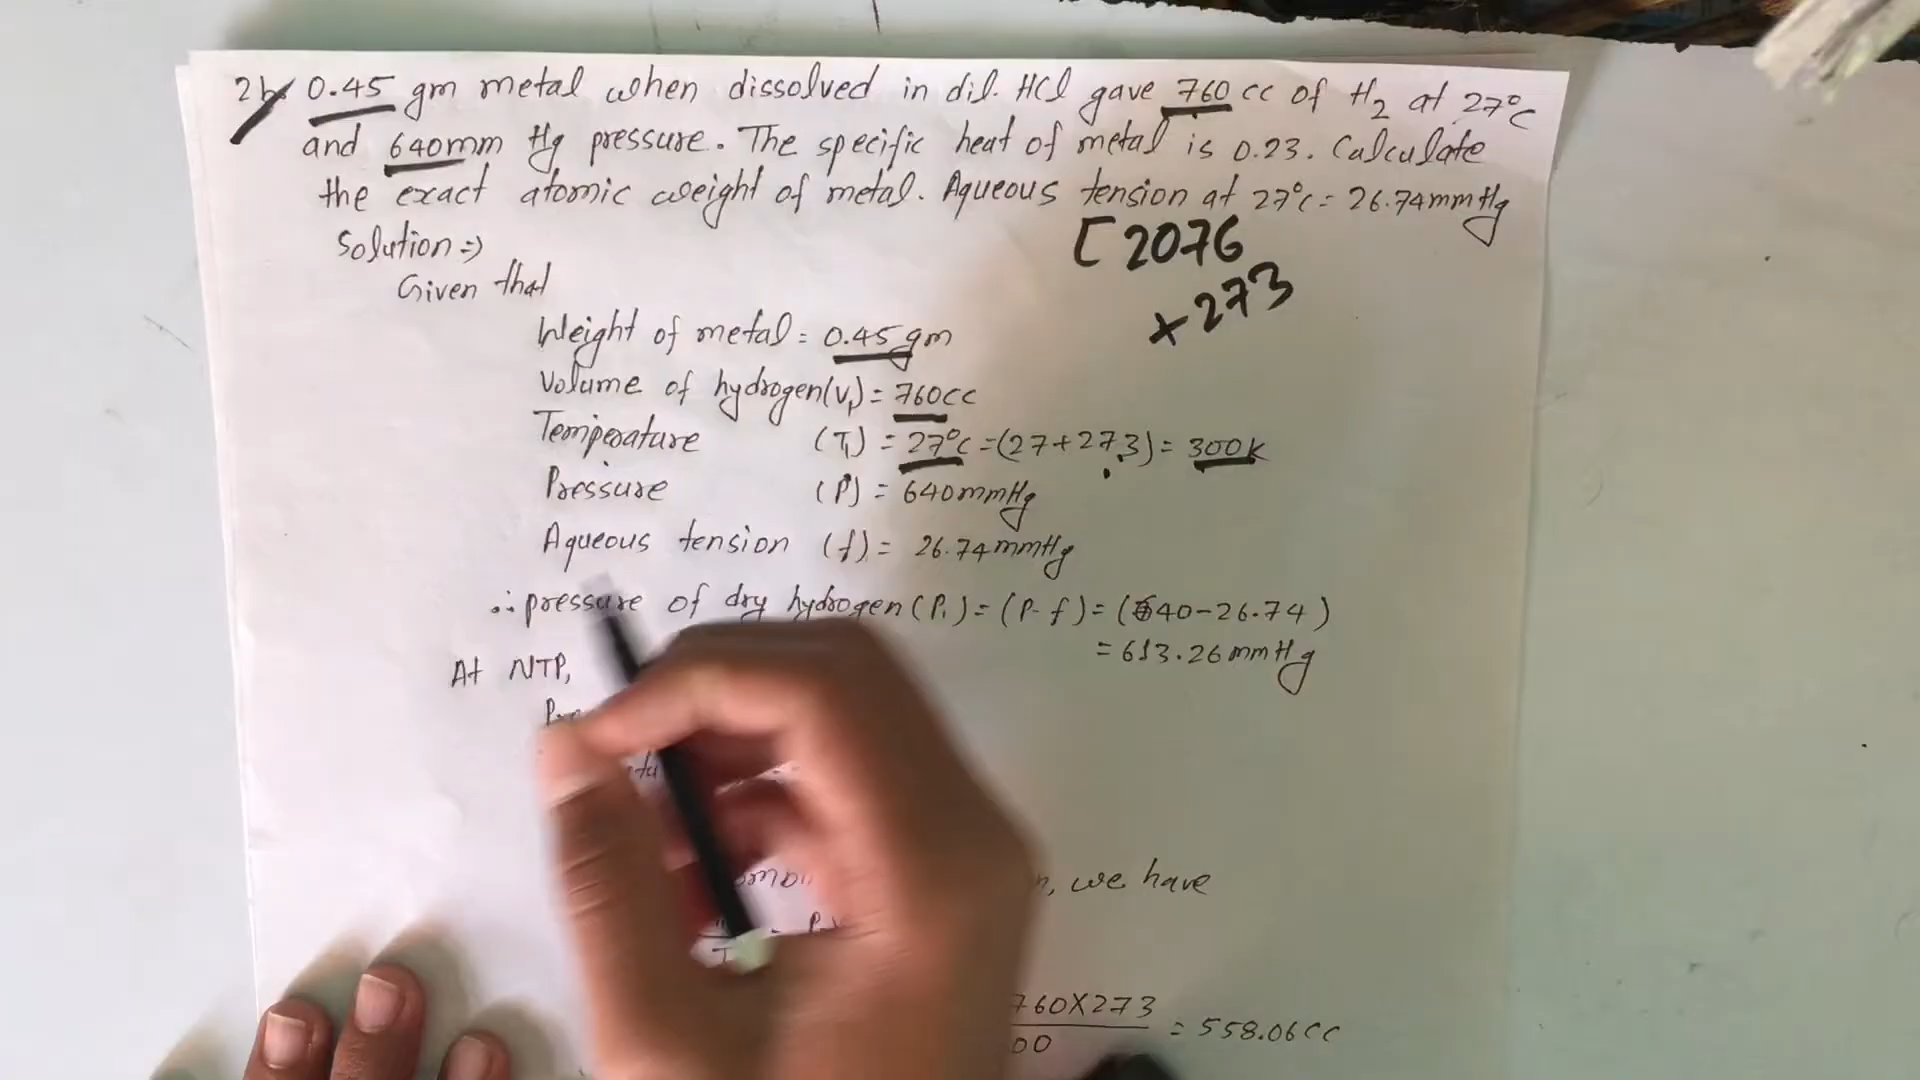 2b. 0.45 gm metal when dissolved in dil. HCl gave 760 cc of H₂ at 27°C
and 640mm Hg pressure. The specific heat of metal is 0.23. Calculate
the exact atomic weight of metal. Aqueous tension at 27°C = 26.74mmHg
[2076
Solution ⇒
Given that
+273
Weight of metal = 0.45 gm
Volume of hydrogen(V₁) = 760cc
Temperature (T₁) = 27°C = (27+273) = 300K
Pressure (P) = 640mmHg
Aqueous tension (f) = 26.74mmHg
∴ pressure of dry hydrogen (P₁) = (P-f) = (640-26.74)
= 613.26mmHg
At NTP,
we have
760X273
= 558.06CC